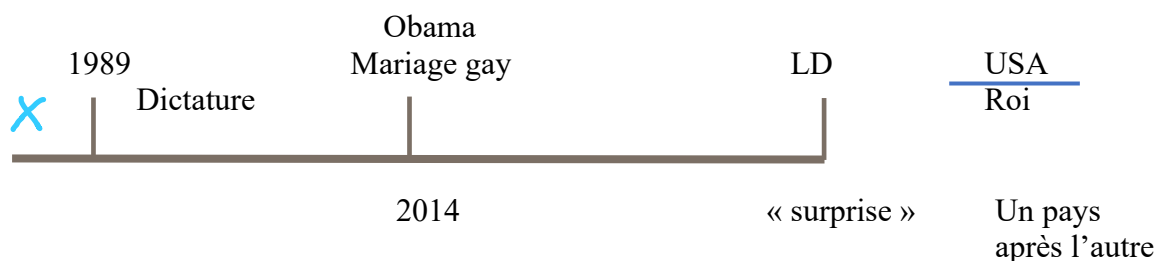 Obama
1989 Mariage gay LD USA
Dictature Roi
2014 « surprise » Un pays
après l’autre